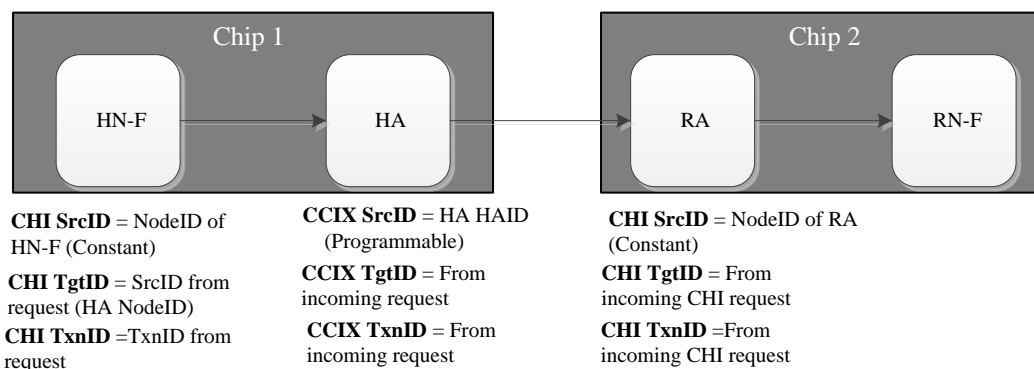 Chip 1
Chip 2
HN-F
HA
RA
RN-F
CHI SrcID = NodeID of
HN-F (Constant)
CHI TgtID = SrcID from
request (HA NodeID)
CHI TxnID =TxnID from
request
CCIX SrcID = HA HAID
(Programmable)
CCIX TgtID = From
incoming request
CCIX TxnID = From
incoming request
CHI SrcID = NodeID of RA
(Constant)
CHI TgtID = From
incoming CHI request
CHI TxnID =From
incoming CHI request